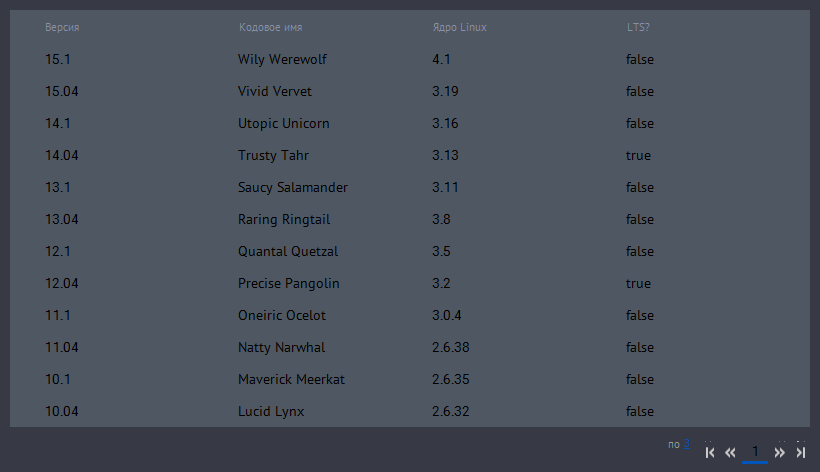 Версия Кодовое имя Ядро Linux LTS?
15.1 Wily Werewolf 4.1 false
15.04 Vivid Vervet 3.19 false
14.1 Utopic Unicorn 3.16 false
14.04 Trusty Tahr 3.13 true
13.1 Saucy Salamander 3.11 false
13.04 Raring Ringtail 3.8 false
12.1 Quantal Quetzal 3.5 false
12.04 Precise Pangolin 3.2 true
11.1 Oneiric Ocelot 3.0.4 false
11.04 Natty Narwhal 2.6.38 false
10.1 Maverick Meerkat 2.6.35 false
10.04 Lucid Lynx 2.6.32 false
по 1